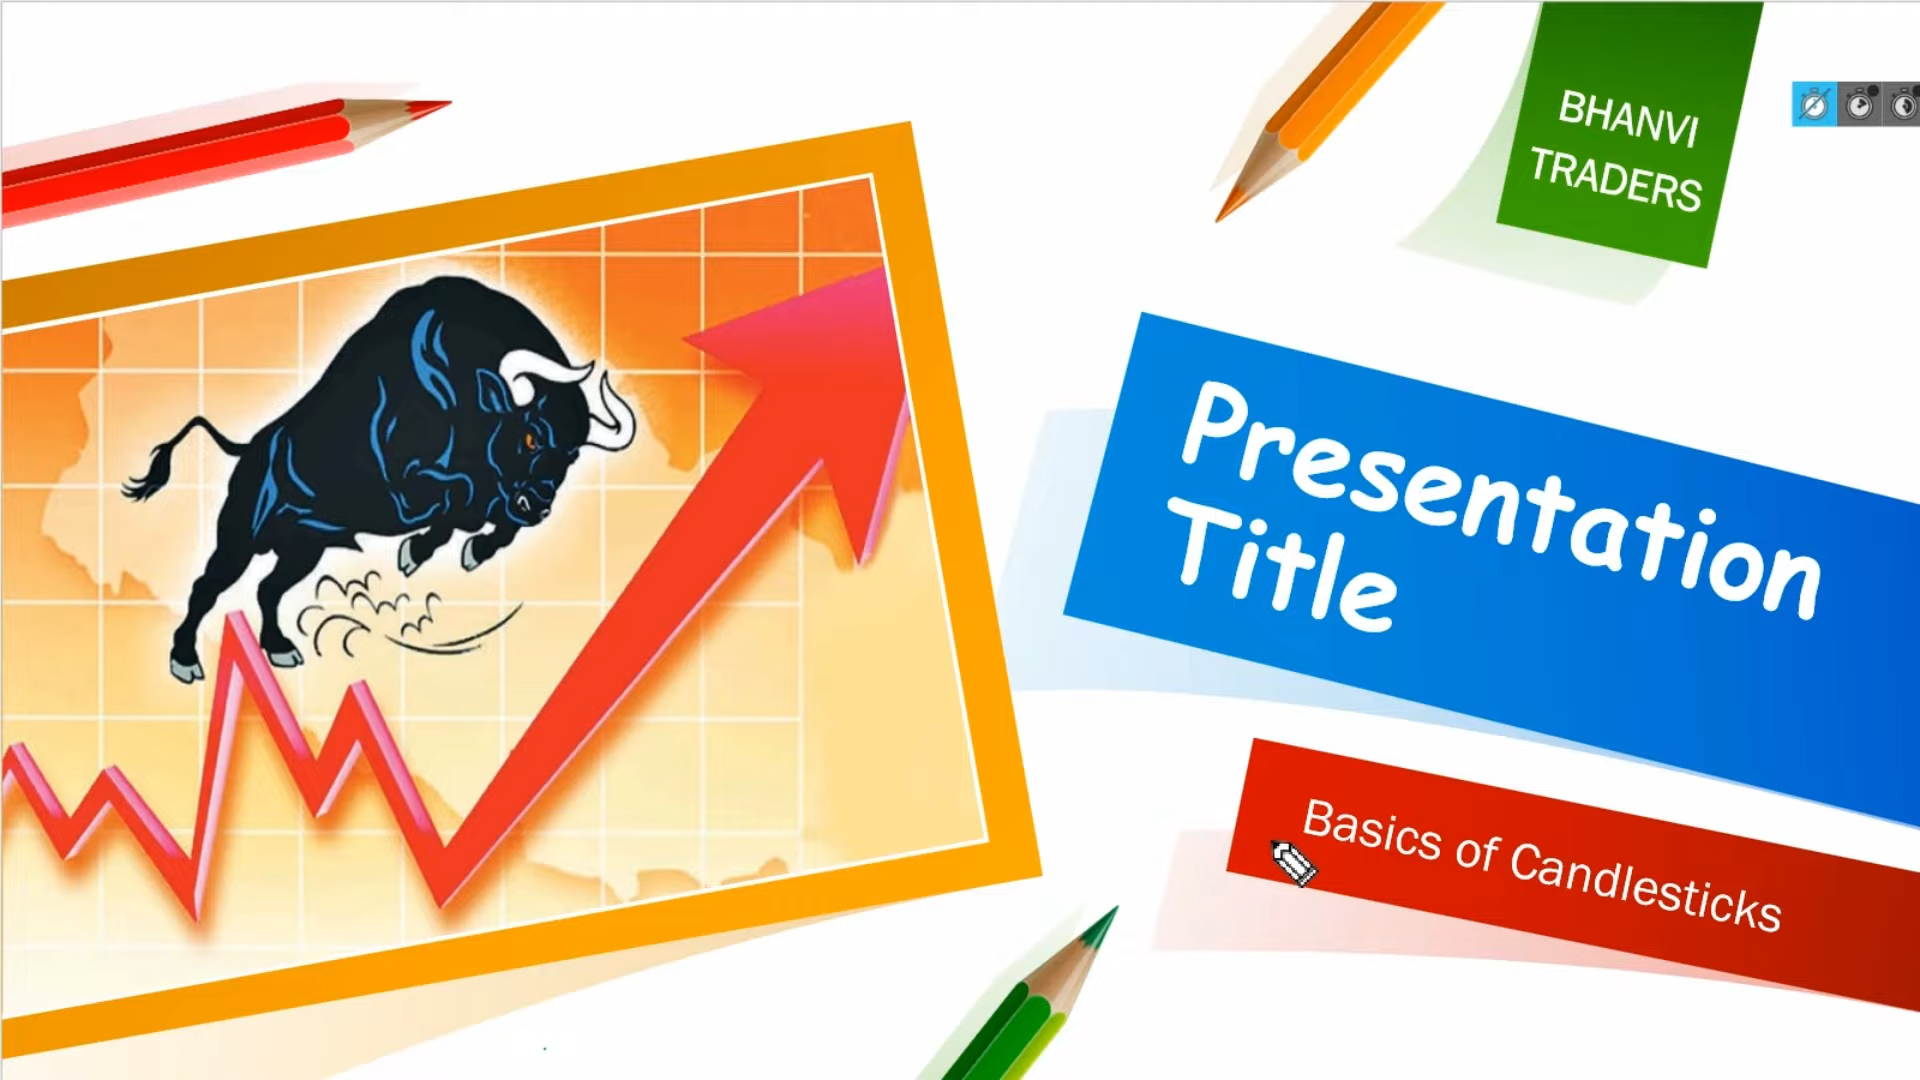 BHANVI
TRADERS
Presentation
Title
Basics of Candlesticks